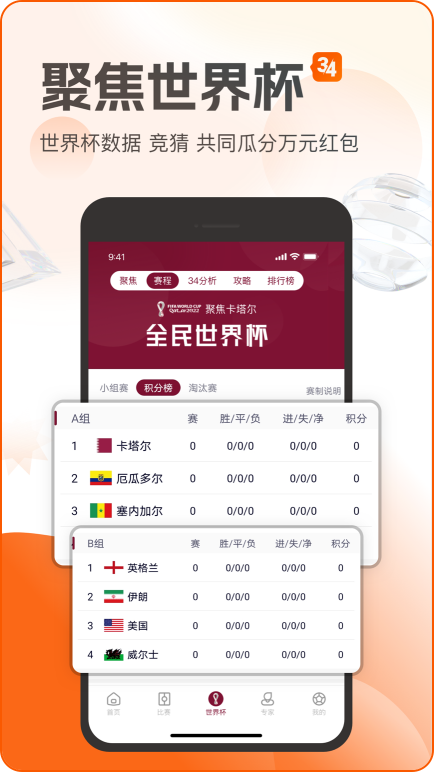 聚焦世界杯 34
世界杯数据 竞猜 共同瓜分万元红包
9:41
聚焦 赛程 34分析 攻略 排行榜
FIFA WORLD CUP
Qatar2022
聚焦卡塔尔
全民世界杯
小组赛 积分榜 淘汰赛 赛制说明
A组 赛 胜/平/负 进/失/净 积分
1 卡塔尔 0 0/0/0 0/0/0 0
2 厄瓜多尔 0 0/0/0 0/0/0 0
3 塞内加尔 0 0/0/0 0/0/0 0
B组 赛 胜/平/负 进/失/净 积分
1 英格兰 0 0/0/0 0/0/0 0
2 伊朗 0 0/0/0 0/0/0 0
3 美国 0 0/0/0 0/0/0 0
4 威尔士 0 0/0/0 0/0/0 0
首页 比赛 世界杯 专家 我的